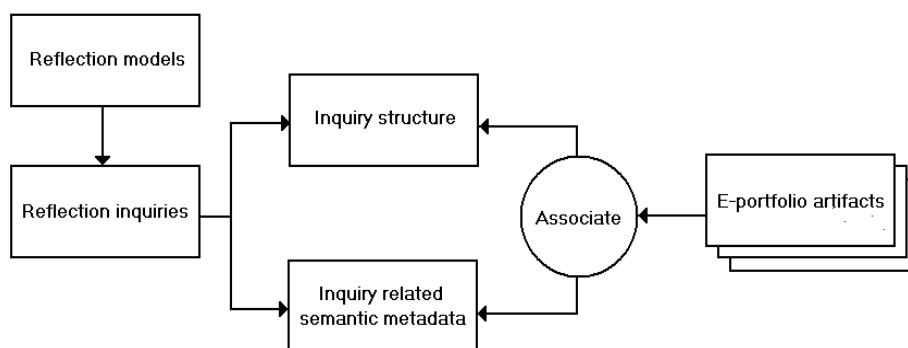 Reflection models
Inquiry structure
Reflection inquiries
E-portfolio artifacts
Associate
Inquiry related
semantic metadata